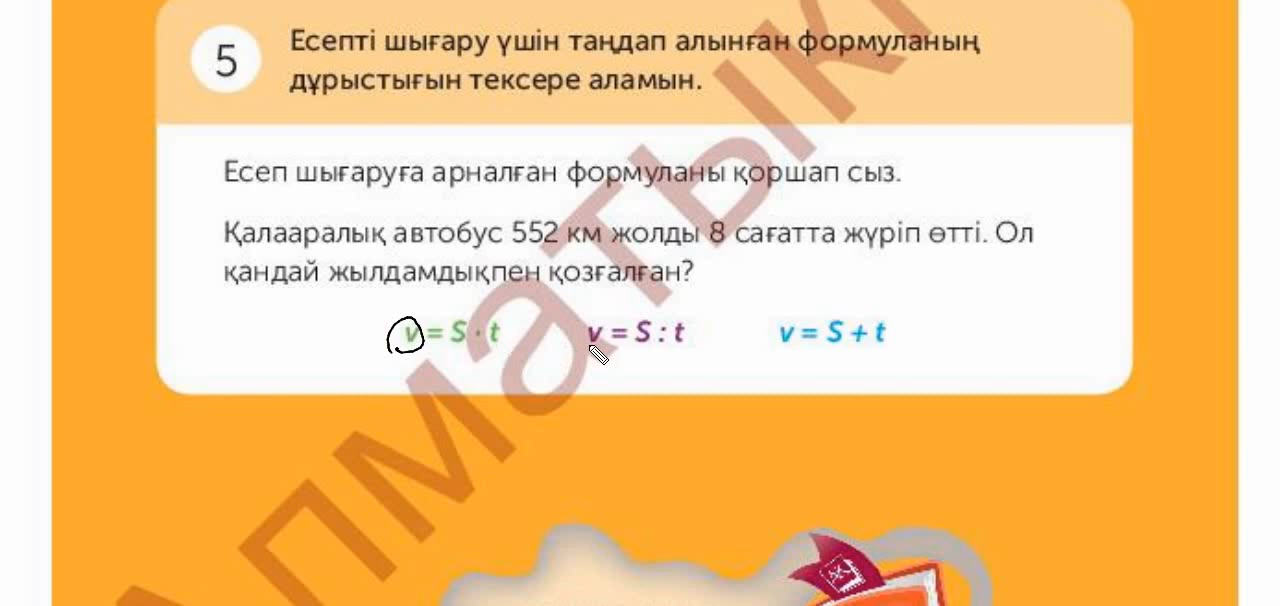 5
Есепті шығару үшін таңдап алынған формуланың
дұрыстығын тексере аламын.
Есеп шығаруға арналған формуланы қоршап сыз.
Қалааралық автобус 552 км жолды 8 сағатта жүріп өтті. Ол
қандай жылдамдықпен қозғалған?
v = S · t v = S : t v = S + t